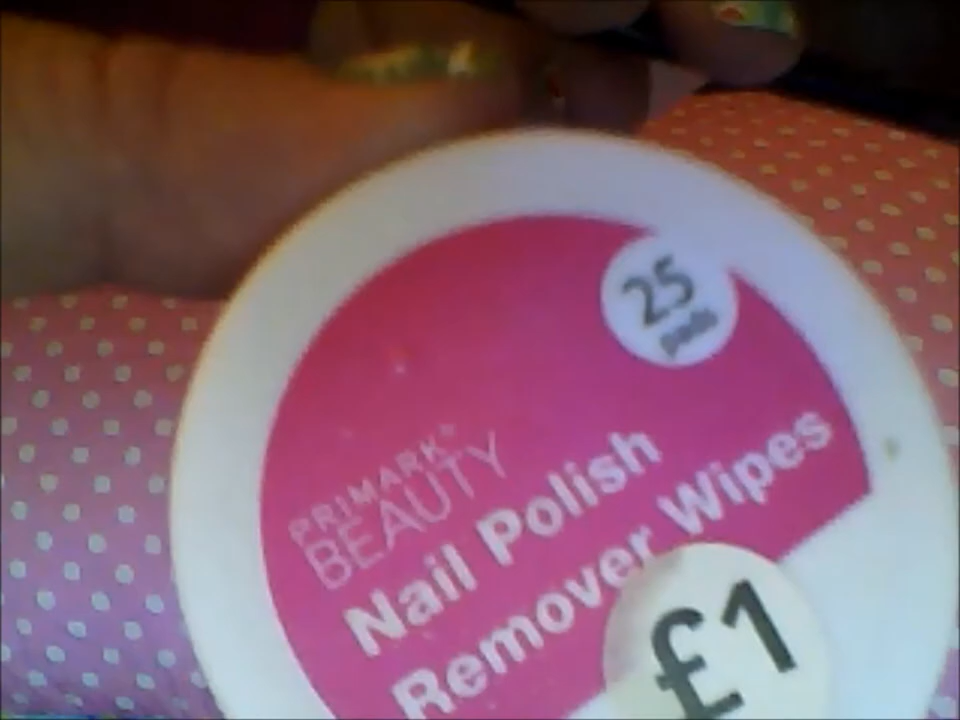 25
pads
PRIMARK®
BEAUTY
Nail Polish
Remover Wipes
£1